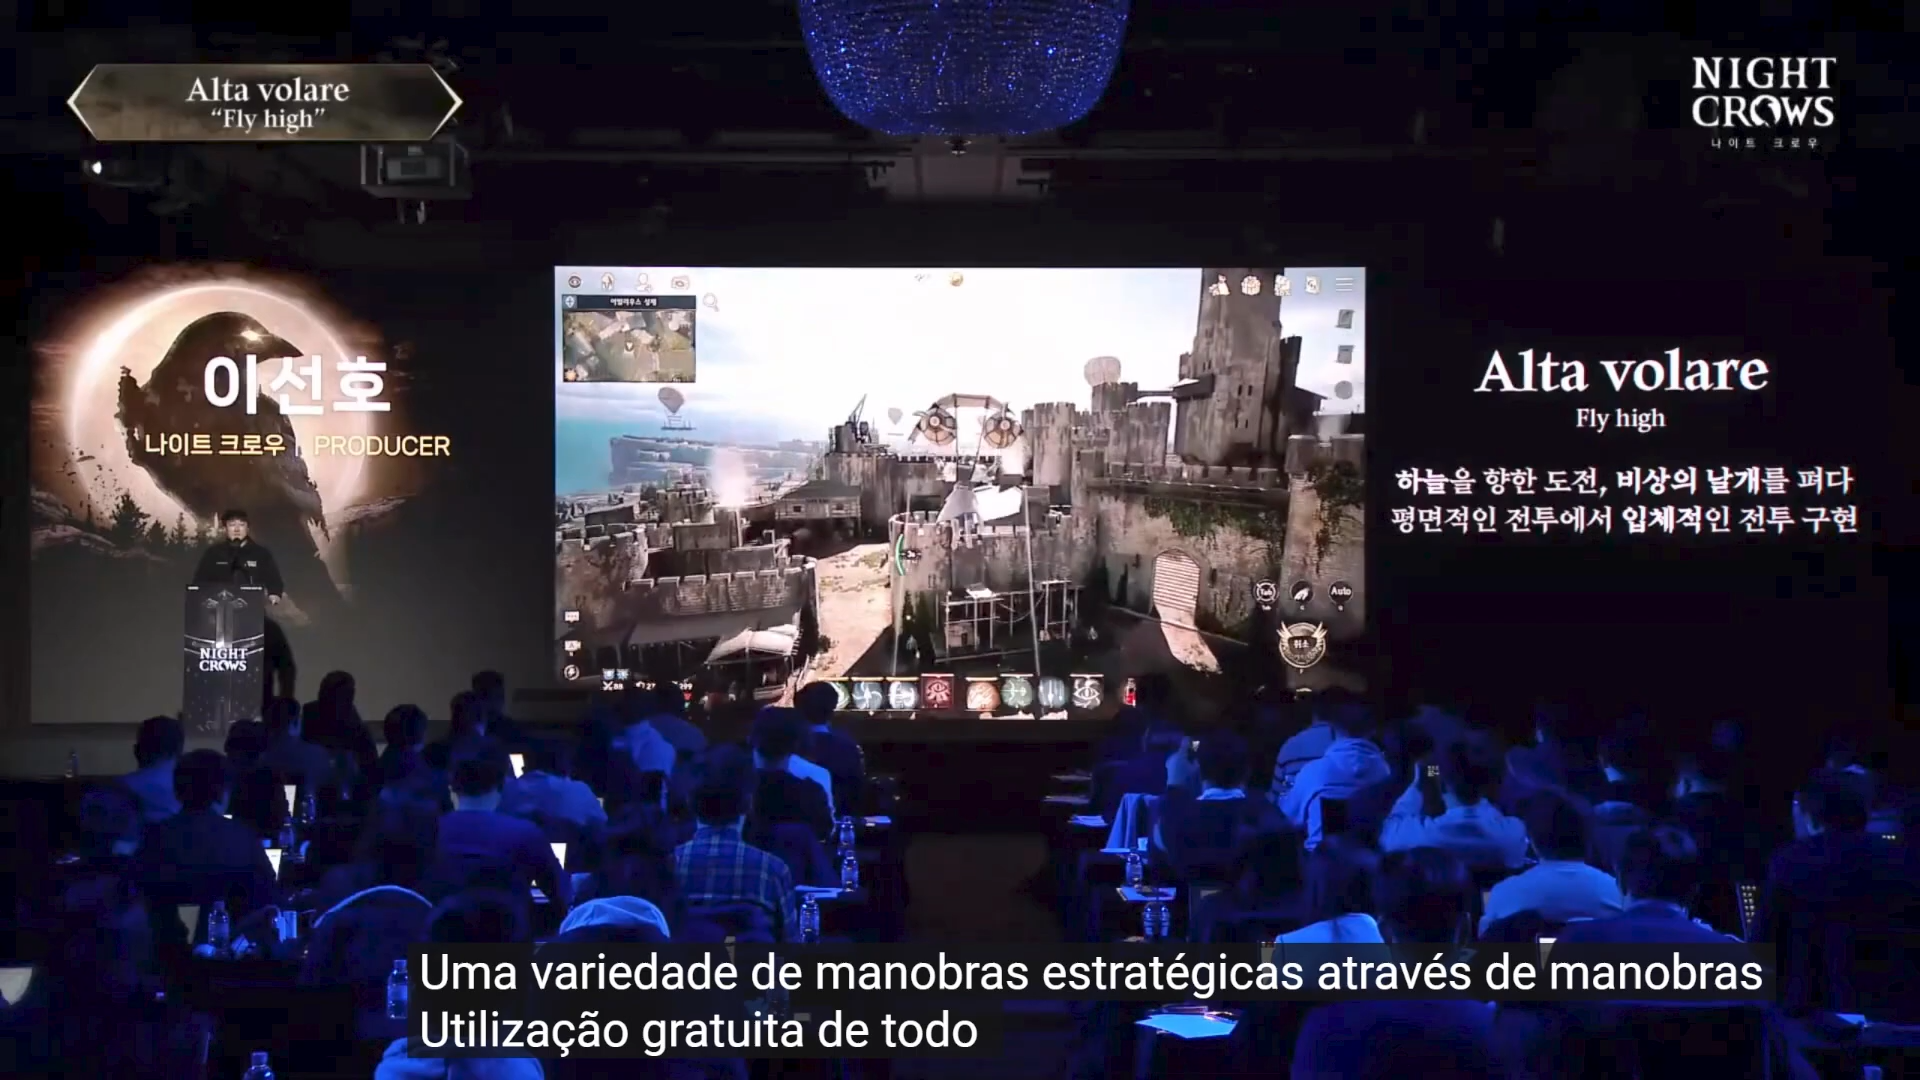 Alta volare
“Fly high”
NIGHT
CROWS
나이트 크로우
이선호
나이트 크로우 | PRODUCER
NIGHT
CROWS
Alta volare
Fly high
하늘을 향한 도전, 비상의 날개를 펴다
평면적인 전투에서 입체적인 전투 구현
Tab
Auto
취소
Uma variedade de manobras estratégicas através de manobras
Utilização gratuita de todo